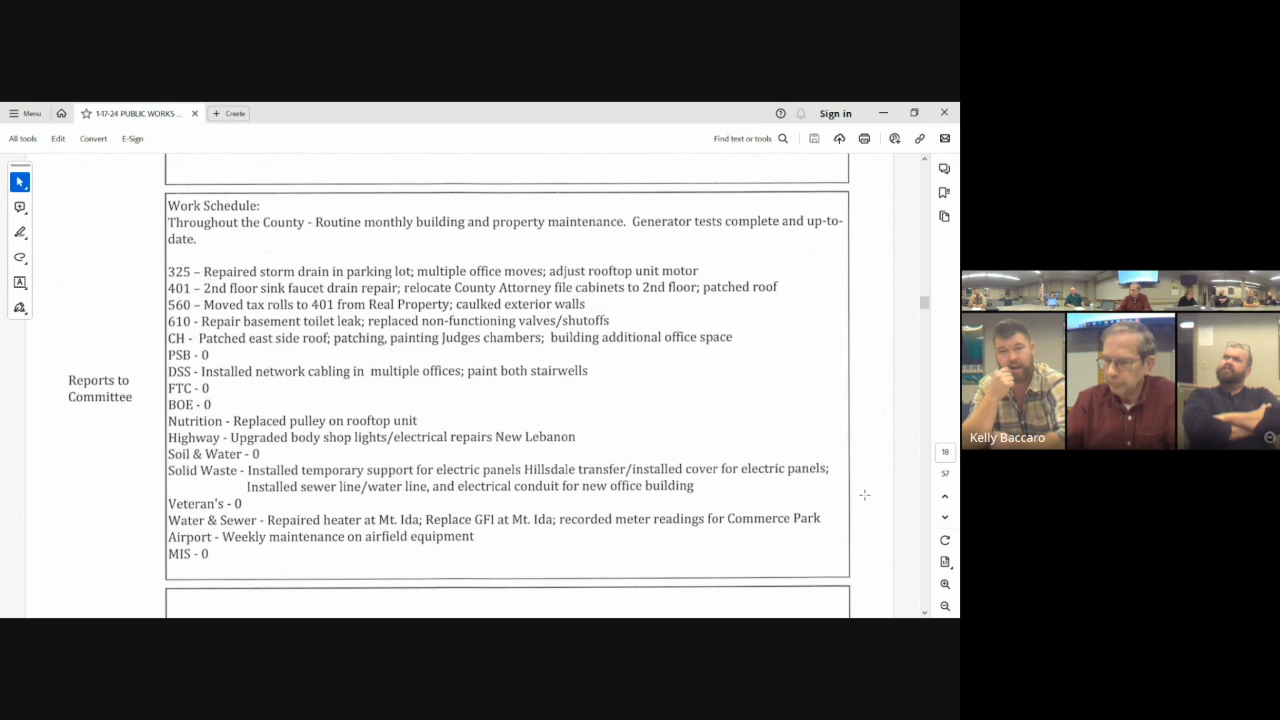 Menu
1-17-24 PUBLIC WORKS ...
Create
Sign in
All tools
Edit
Convert
E-Sign
Find text or tools
Work Schedule:
Throughout the County - Routine monthly building and property maintenance. Generator tests complete and up-to-
date.
325 – Repaired storm drain in parking lot; multiple office moves; adjust rooftop unit motor
401 – 2nd floor sink faucet drain repair; relocate County Attorney file cabinets to 2nd floor; patched roof
560 – Moved tax rolls to 401 from Real Property; caulked exterior walls
610 - Repair basement toilet leak; replaced non-functioning valves/shutoffs
CH - Patched east side roof; patching, painting Judges chambers; building additional office space
PSB - 0
DSS - Installed network cabling in multiple offices; paint both stairwells
Reports to
Committee
FTC - 0
BOE - 0
Nutrition - Replaced pulley on rooftop unit
Highway - Upgraded body shop lights/electrical repairs New Lebanon
Soil & Water - 0
Solid Waste - Installed temporary support for electric panels Hillsdale transfer/installed cover for electric panels;
Installed sewer line/water line, and electrical conduit for new office building
Veteran's - 0
Water & Sewer - Repaired heater at Mt. Ida; Replace GFI at Mt. Ida; recorded meter readings for Commerce Park
Airport - Weekly maintenance on airfield equipment
MIS - 0
18
57
Kelly Baccaro